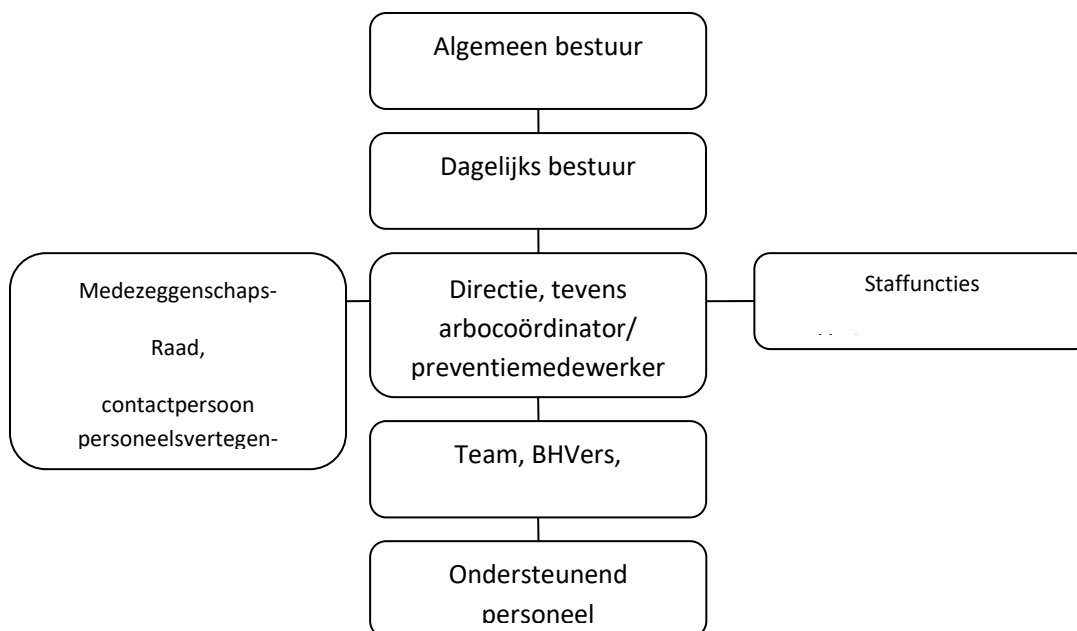 Algemeen bestuur
Dagelijks bestuur
Medezeggenschaps-
Raad,
contactpersoon
personeelsvertegen-
Directie, tevens
arbocoördinator/
preventiemedewerker
Staffuncties
Team, BHVers,
Ondersteunend
personeel